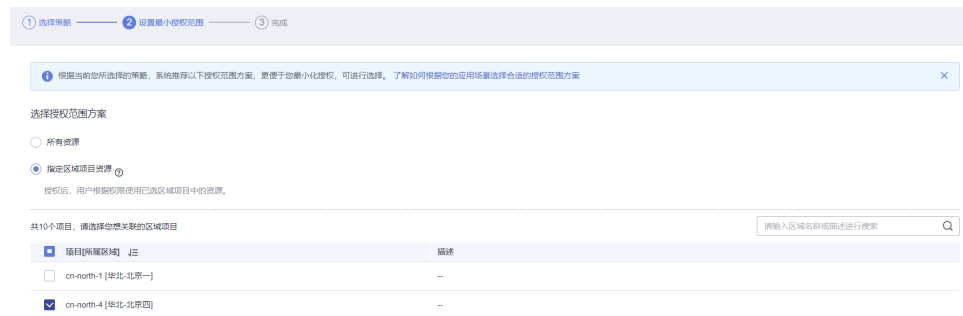 1 选择策略 2 设置最小授权范围 3 完成
根据当前您所选择的策略，系统推荐以下授权范围方案，更便于您最小化授权，可进行选择。 了解如何根据您的应用场景选择合适的授权范围方案
选择授权范围方案
所有资源
指定区域项目资源
授权后，用户根据权限使用已选区域项目中的资源。
共10个项目，请选择您想关联的区域项目 请输入区域名称或描述进行搜索
项目[所属区域] 描述
cn-north-1 [华北-北京一] --
cn-north-4 [华北-北京四] --